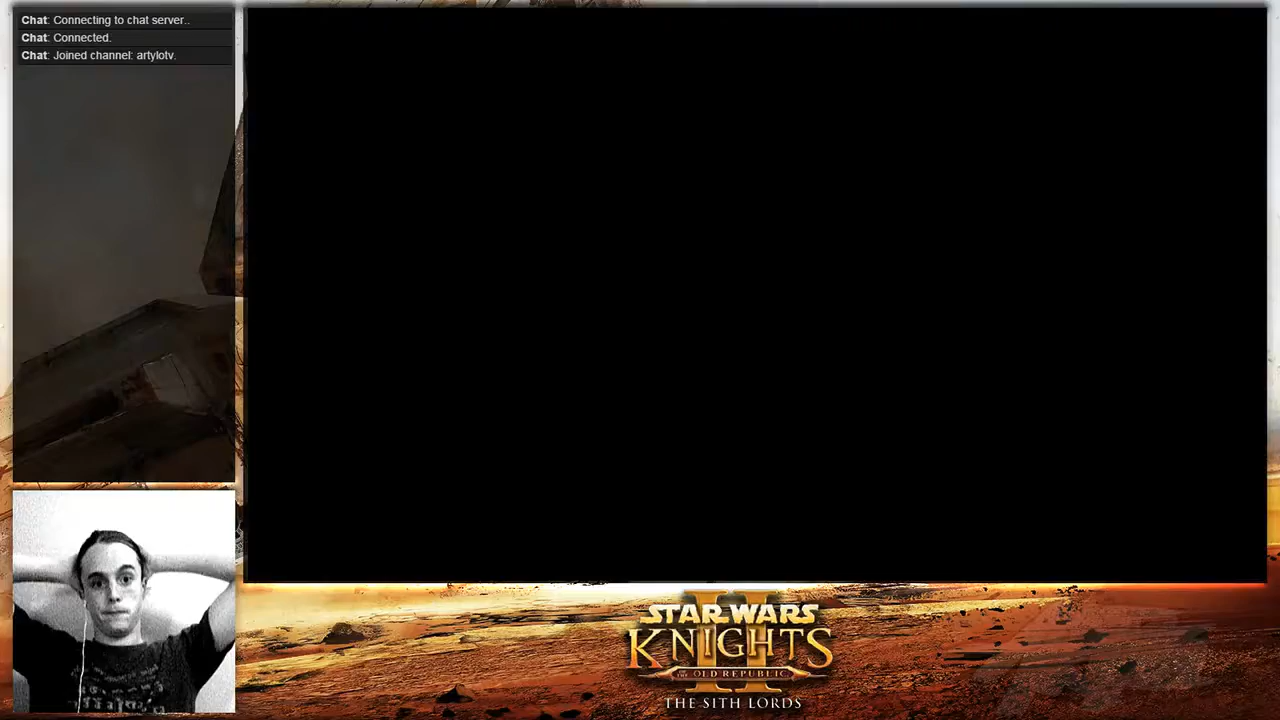 Chat: Connecting to chat server..
Chat: Connected.
Chat: Joined channel: artylotv.
STAR WARS
KNIGHTS
II
OF THE OLD REPUBLIC
THE SITH LORDS